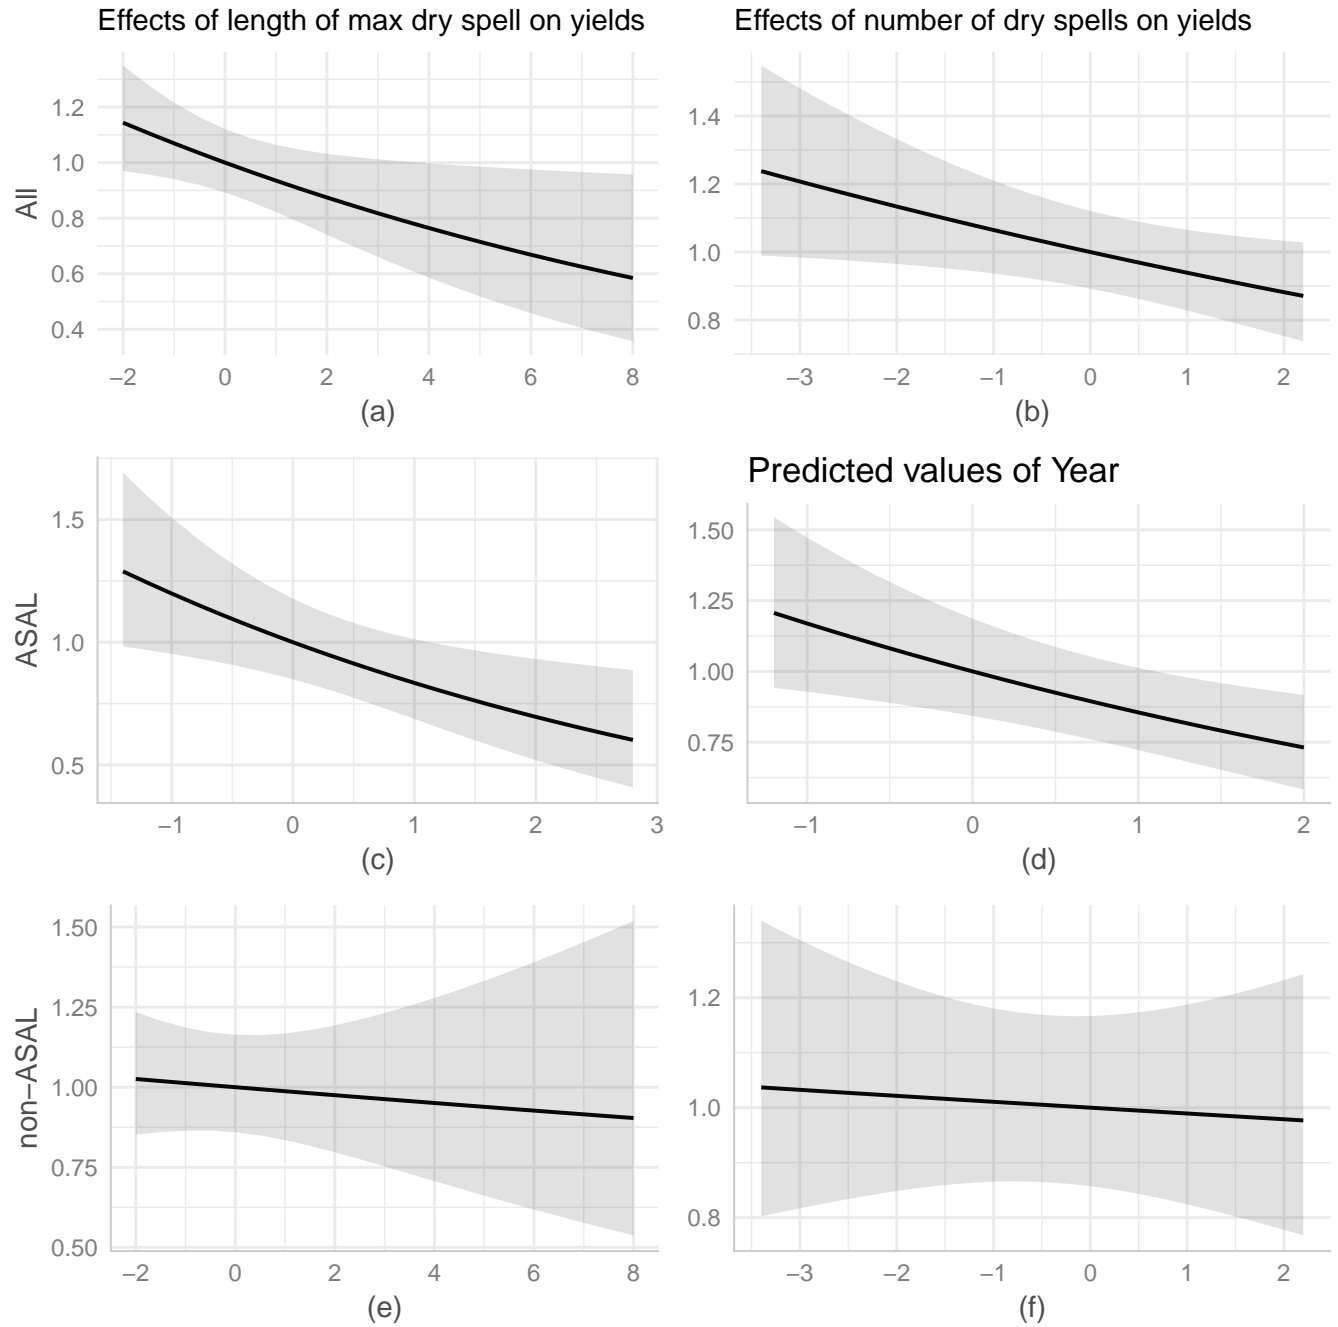 Effects of length of max dry spell on yields
Effects of number of dry spells on yields
All
1.2
1.0
0.8
0.6
0.4
−2 0 2 4 6 8
(a)
1.4
1.2
1.0
0.8
−3 −2 −1 0 1 2
(b)
ASAL
1.5
1.0
0.5
−1 0 1 2 3
(c)
Predicted values of Year
1.50
1.25
1.00
0.75
−1 0 1 2
(d)
non−ASAL
1.50
1.25
1.00
0.75
0.50
−2 0 2 4 6 8
(e)
1.2
1.0
0.8
−3 −2 −1 0 1 2
(f)